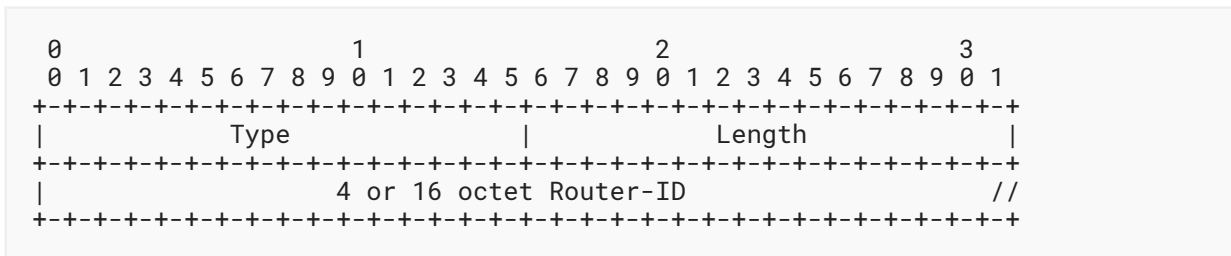 0                   1                   2                   3
 0 1 2 3 4 5 6 7 8 9 0 1 2 3 4 5 6 7 8 9 0 1 2 3 4 5 6 7 8 9 0 1
+-+-+-+-+-+-+-+-+-+-+-+-+-+-+-+-+-+-+-+-+-+-+-+-+-+-+-+-+-+-+-+-+
|            Type               |            Length             |
+-+-+-+-+-+-+-+-+-+-+-+-+-+-+-+-+-+-+-+-+-+-+-+-+-+-+-+-+-+-+-+-+
|                   4 or 16 octet Router-ID                    //
+-+-+-+-+-+-+-+-+-+-+-+-+-+-+-+-+-+-+-+-+-+-+-+-+-+-+-+-+-+-+-+-+